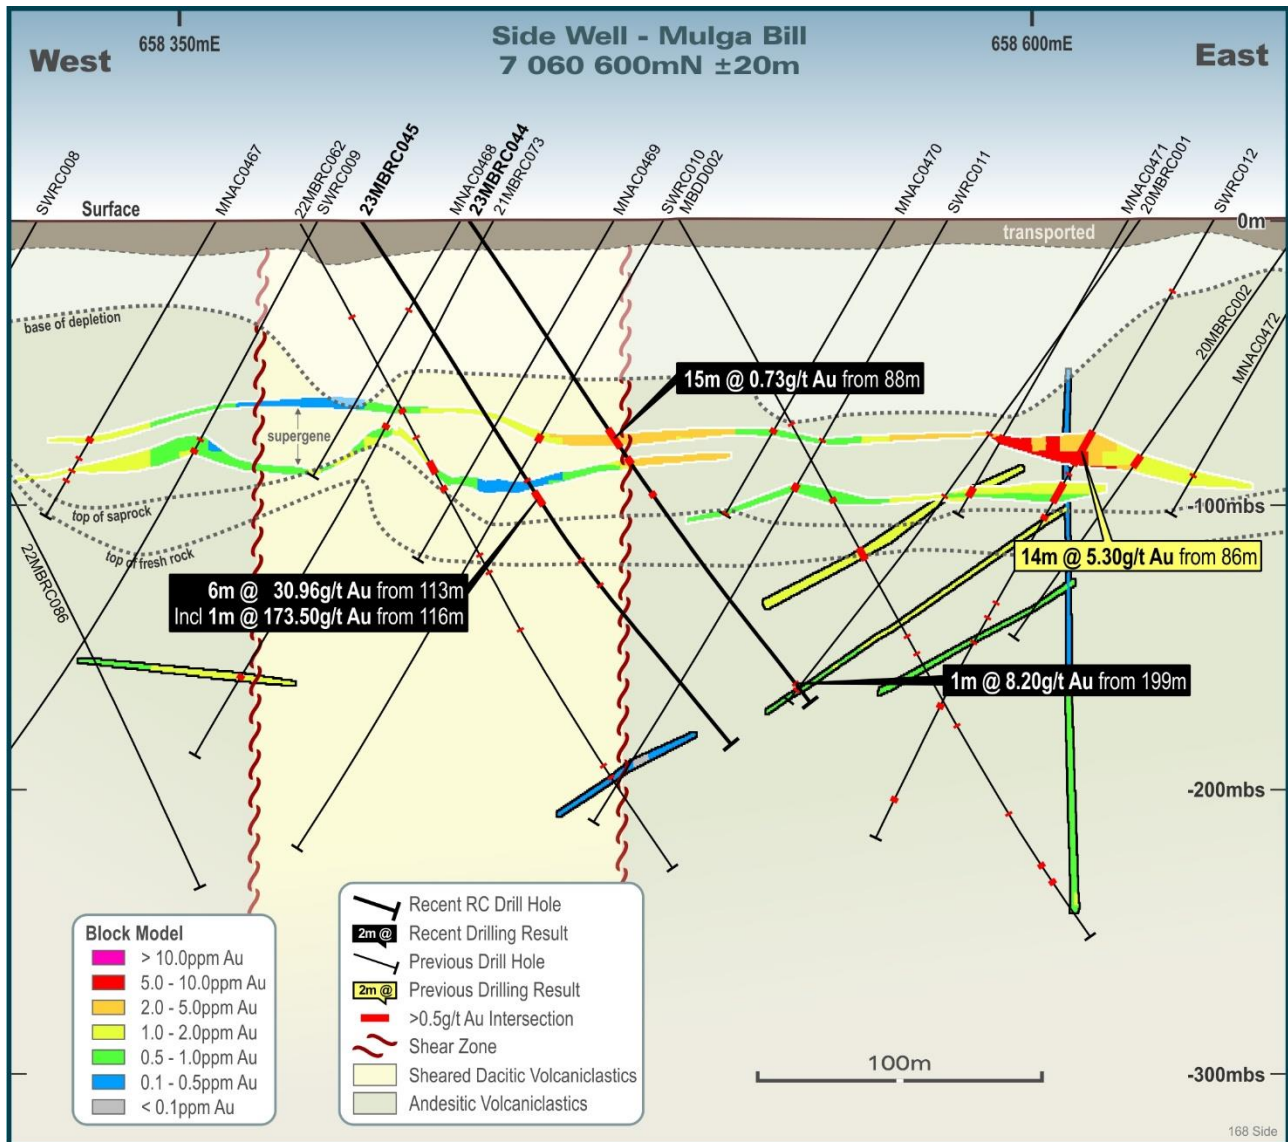 658 350mE
658 600mE
Side Well - Mulga Bill
7 060 600mN ±20m
West
East
SWRC008
MNAC0467
22MBRC062
SWRC009
23MBRC045
MNAC0468
23MBRC044
21MBRC073
MNAC0469
SWRC010
MBDD002
MNAC0470
SWRC011
MNAC0471
20MBRC001
SWRC012
Surface
0m
transported
20MBRC002
MNAC0472
base of depletion
15m @ 0.73g/t Au from 88m
supergene
top of saprock
-100mbs
top of fresh rock
14m @ 5.30g/t Au from 86m
22MBRC086
6m @ 30.96g/t Au from 113m
Incl 1m @ 173.50g/t Au from 116m
1m @ 8.20g/t Au from 199m
-200mbs
Block Model
> 10.0ppm Au
5.0 - 10.0ppm Au
2.0 - 5.0ppm Au
1.0 - 2.0ppm Au
0.5 - 1.0ppm Au
0.1 - 0.5ppm Au
< 0.1ppm Au
Recent RC Drill Hole
2m @ Recent Drilling Result
Previous Drill Hole
2m @ Previous Drilling Result
>0.5g/t Au Intersection
Shear Zone
Sheared Dacitic Volcaniclastics
Andesitic Volcaniclastics
100m
-300mbs
168 Side